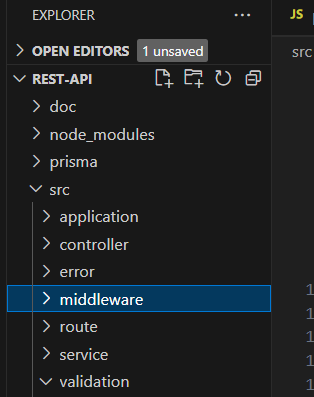 EXPLORER
JS
OPEN EDITORS 1 unsaved
src
REST-API
doc
node_modules
prisma
src
application
controller
error
middleware
route
service
validation